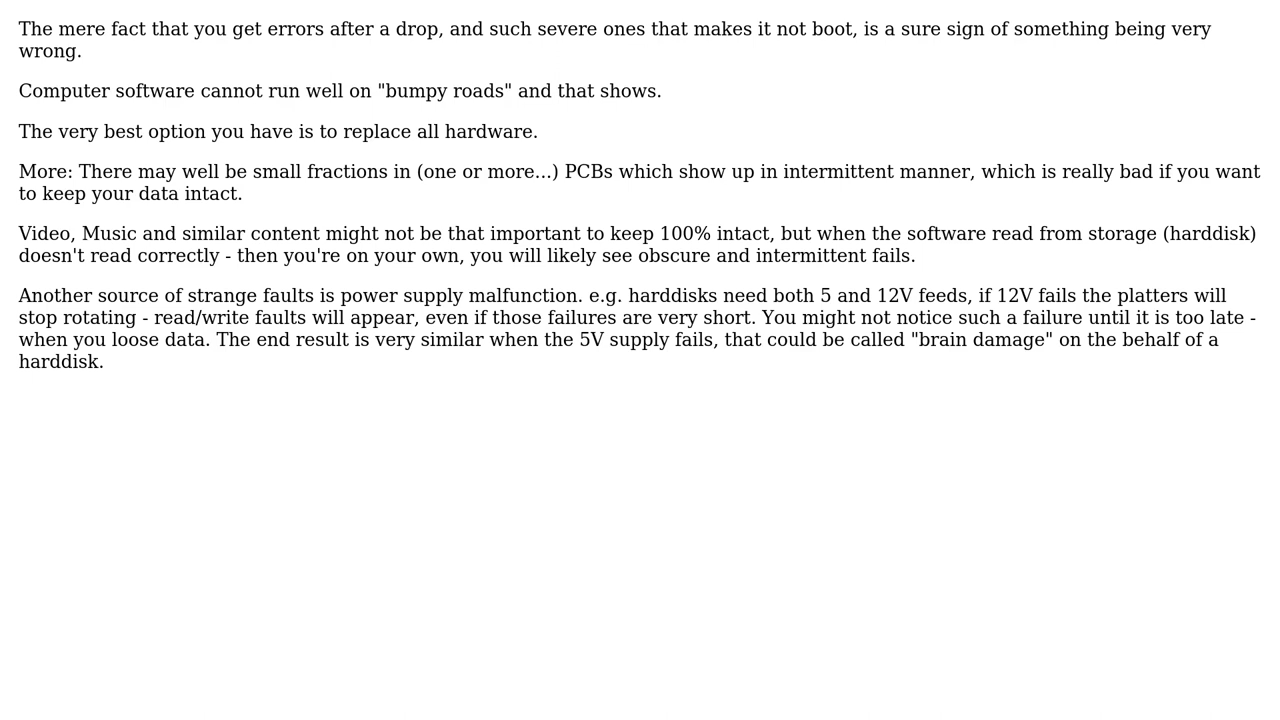 The mere fact that you get errors after a drop, and such severe ones that makes it not boot, is a sure sign of something being very
wrong.
Computer software cannot run well on "bumpy roads" and that shows.
The very best option you have is to replace all hardware.
More: There may well be small fractions in (one or more...) PCBs which show up in intermittent manner, which is really bad if you want
to keep your data intact.
Video, Music and similar content might not be that important to keep 100% intact, but when the software read from storage (harddisk)
doesn't read correctly - then you're on your own, you will likely see obscure and intermittent fails.
Another source of strange faults is power supply malfunction. e.g. harddisks need both 5 and 12V feeds, if 12V fails the platters will
stop rotating - read/write faults will appear, even if those failures are very short. You might not notice such a failure until it is too late -
when you loose data. The end result is very similar when the 5V supply fails, that could be called "brain damage" on the behalf of a
harddisk.